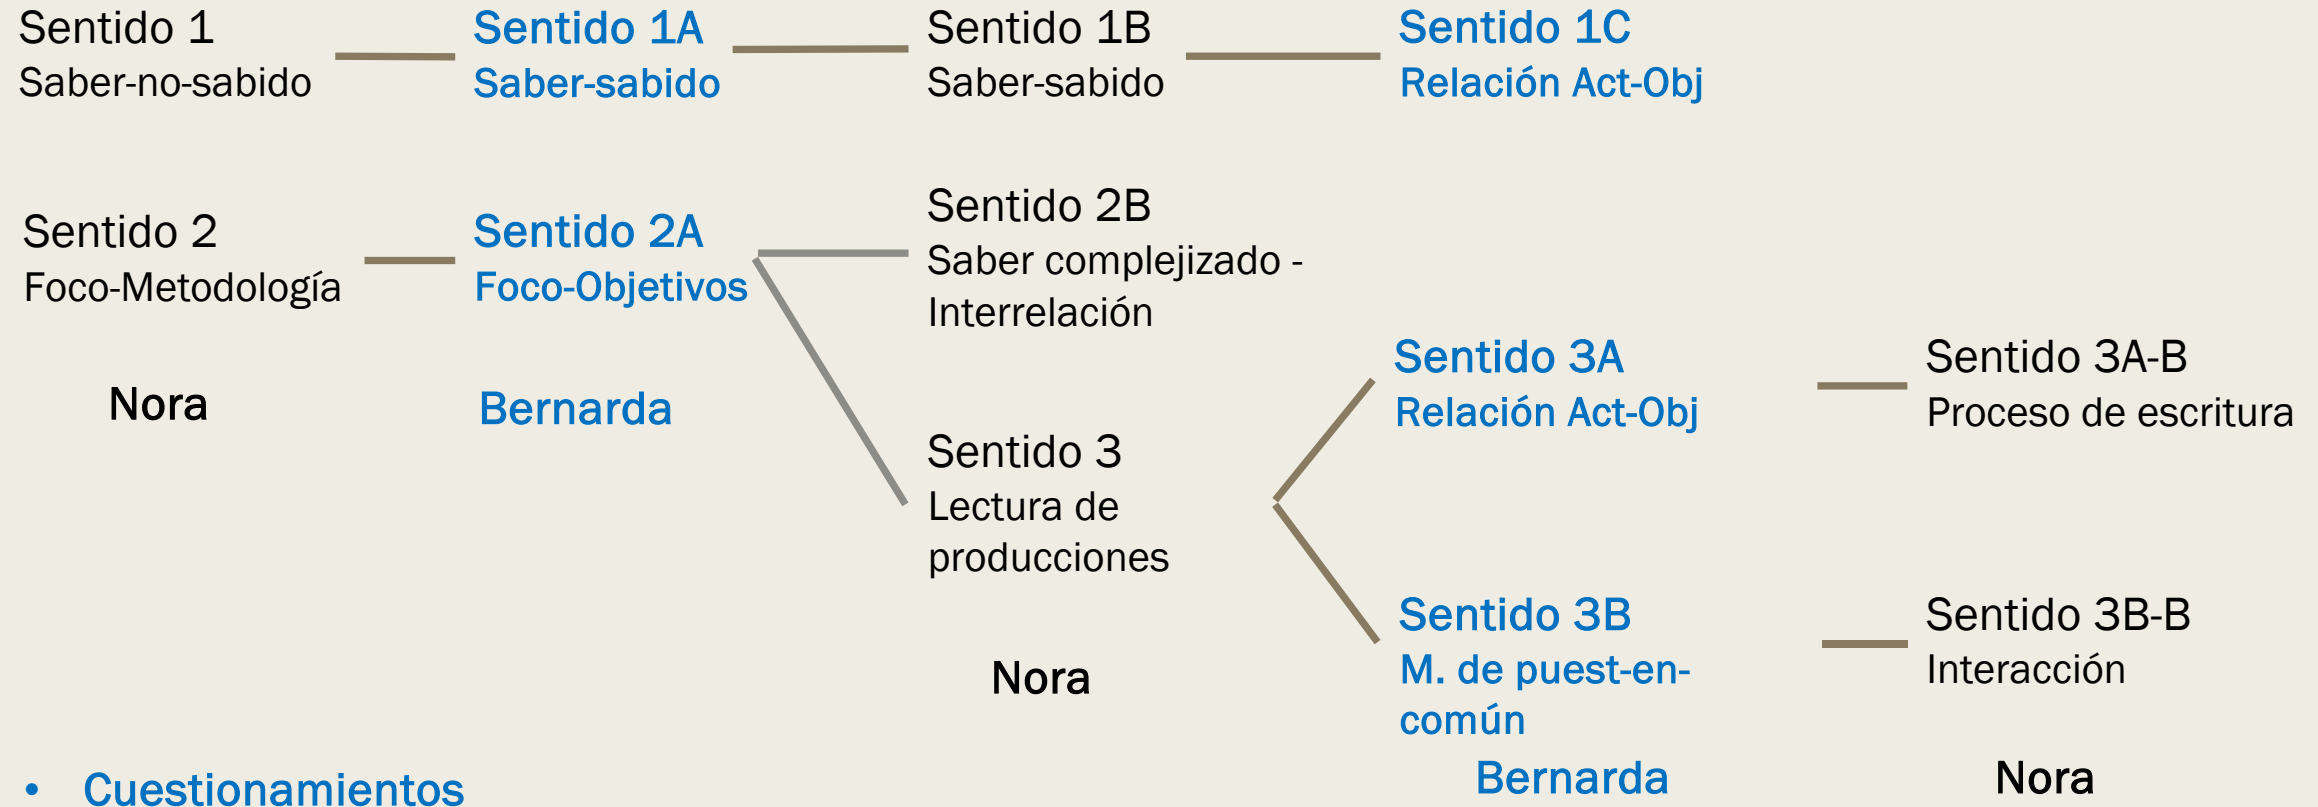 Sentido 1
Saber-no-sabido
Sentido 1A
Saber-sabido
Sentido 1B
Saber-sabido
Sentido 1C
Relación Act-Obj
Sentido 2
Foco-Metodología
Sentido 2A
Foco-Objetivos
Sentido 2B
Saber complejizado -
Interrelación
Nora
Bernarda
Sentido 3
Lectura de
producciones
Nora
Sentido 3A
Relación Act-Obj
Sentido 3A-B
Proceso de escritura
Sentido 3B
M. de puest-en-
común
Bernarda
Sentido 3B-B
Interacción
Nora
• Cuestionamientos